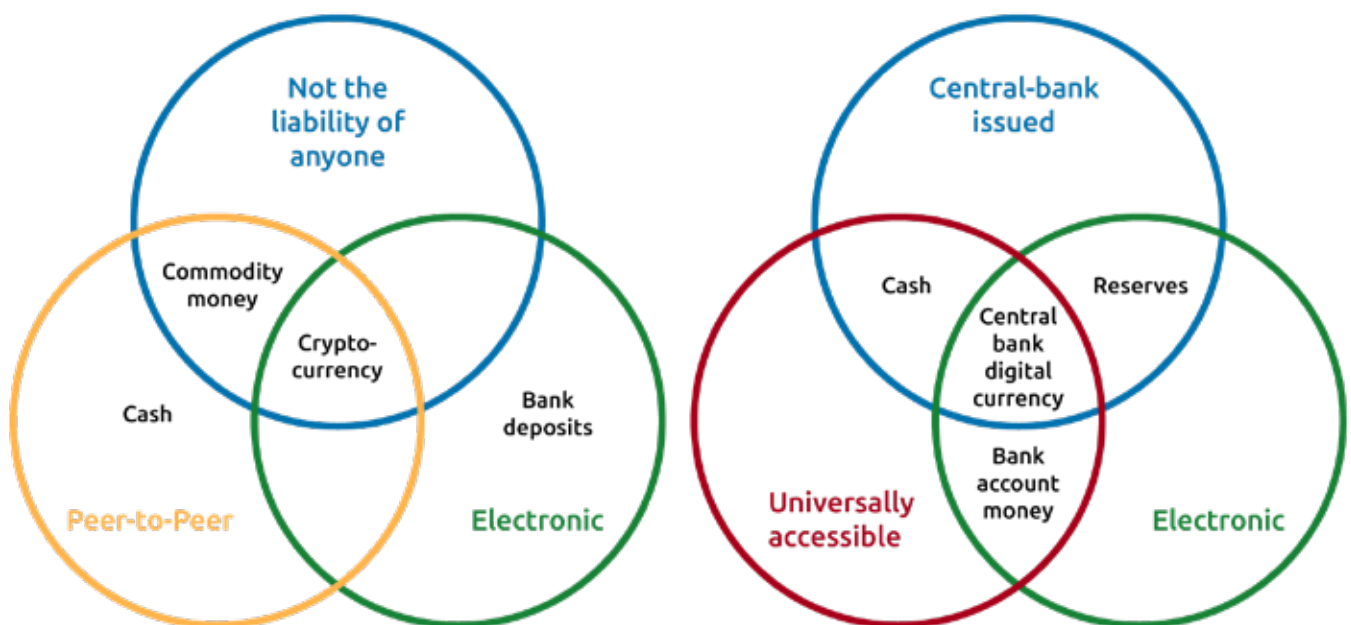 Not the
liability of
anyone
Commodity
money
Crypto-
currency
Cash
Bank
deposits
Peer-to-Peer
Electronic
Central-bank
issued
Cash
Reserves
Central
bank
digital
currency
Bank
account
money
Universally
accessible
Electronic